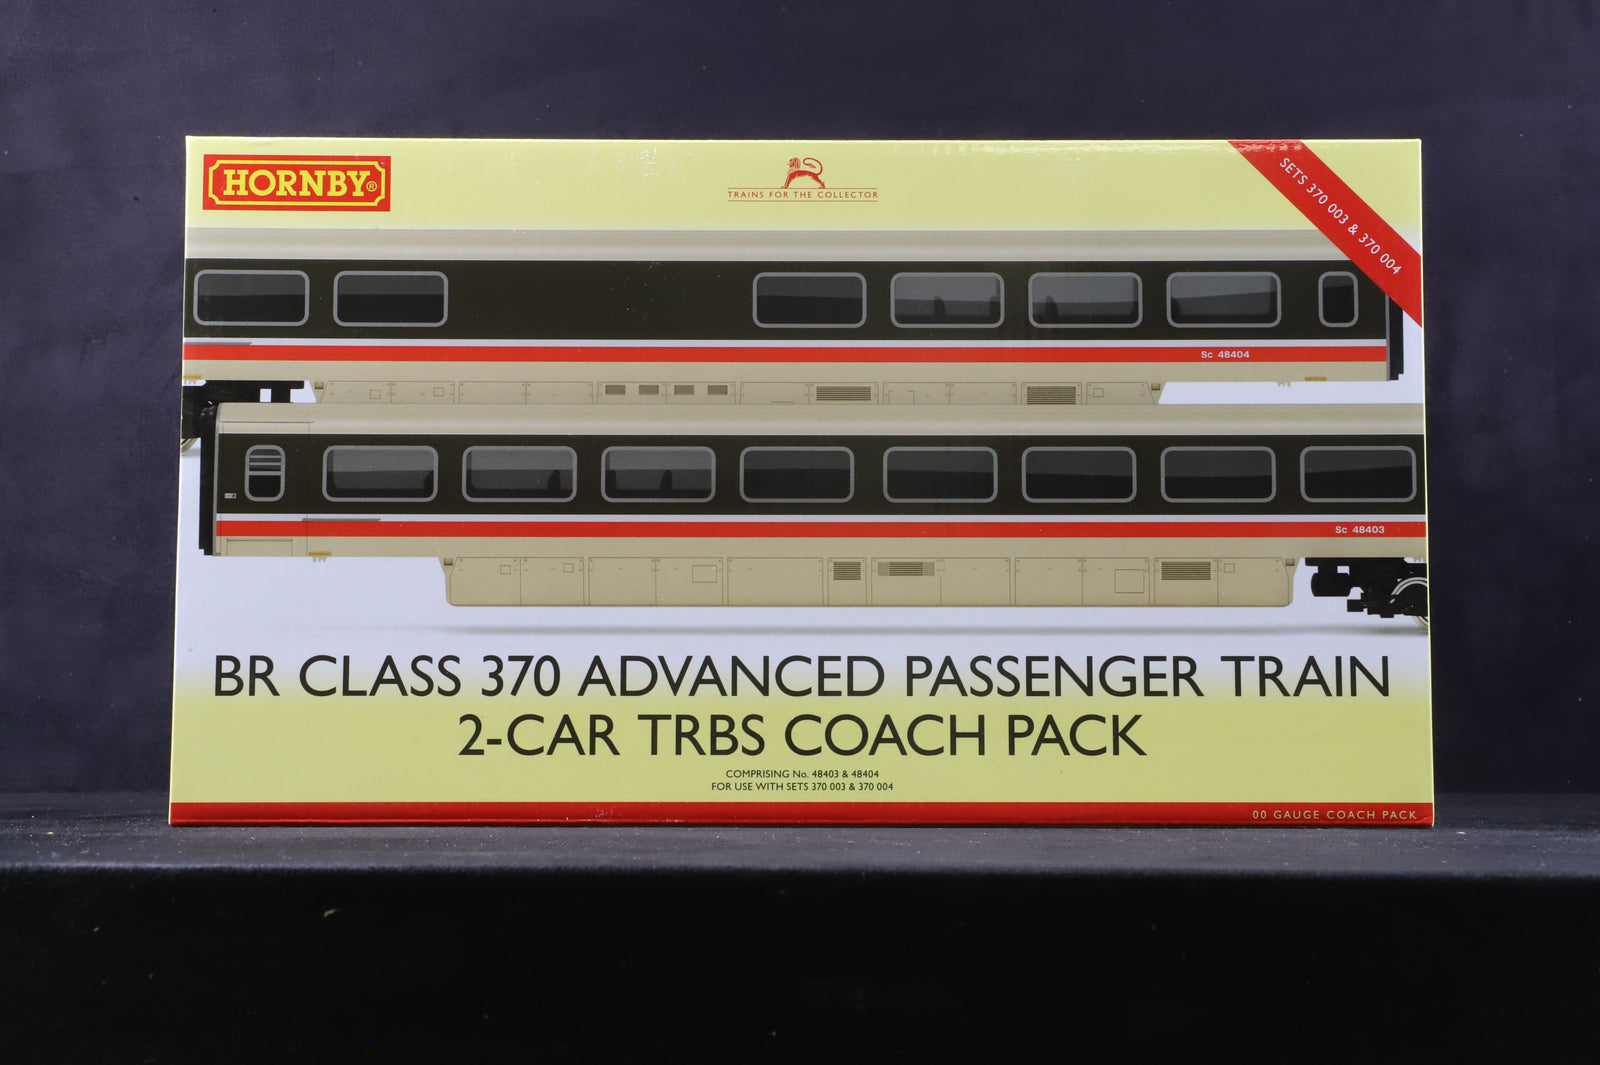 HORNBY®
TRAINS FOR THE COLLECTOR
SETS 370 003 & 370 004
Sc 48404
Sc 48403
BR CLASS 370 ADVANCED PASSENGER TRAIN
2-CAR TRBS COACH PACK
COMPRISING No. 48403 & 48404
FOR USE WITH SETS 370 003 & 370 004
00 GAUGE COACH PACK